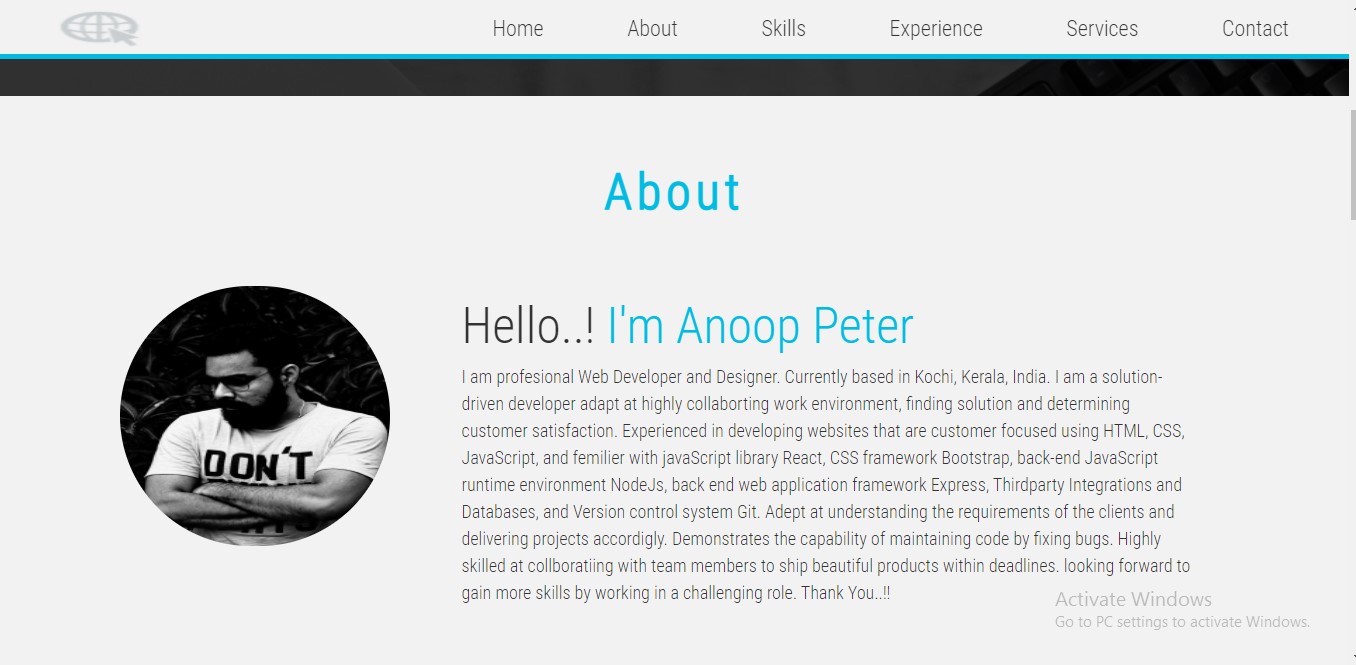 Home About Skills Experience Services Contact
About
Hello..! I'm Anoop Peter
I am profesional Web Developer and Designer. Currently based in Kochi, Kerala, India. I am a solution-
driven developer adapt at highly collaborting work environment, finding solution and determining
customer satisfaction. Experienced in developing websites that are customer focused using HTML, CSS,
JavaScript, and femilier with javaScript library React, CSS framework Bootstrap, back-end JavaScript
runtime environment NodeJs, back end web application framework Express, Thirdparty Integrations and
Databases, and Version control system Git. Adept at understanding the requirements of the clients and
delivering projects accordigly. Demonstrates the capability of maintaining code by fixing bugs. Highly
skilled at collboratiing with team members to ship beautiful products within deadlines. looking forward to
gain more skills by working in a challenging role. Thank You..!!
DON'T
Activate Windows
Go to PC settings to activate Windows.